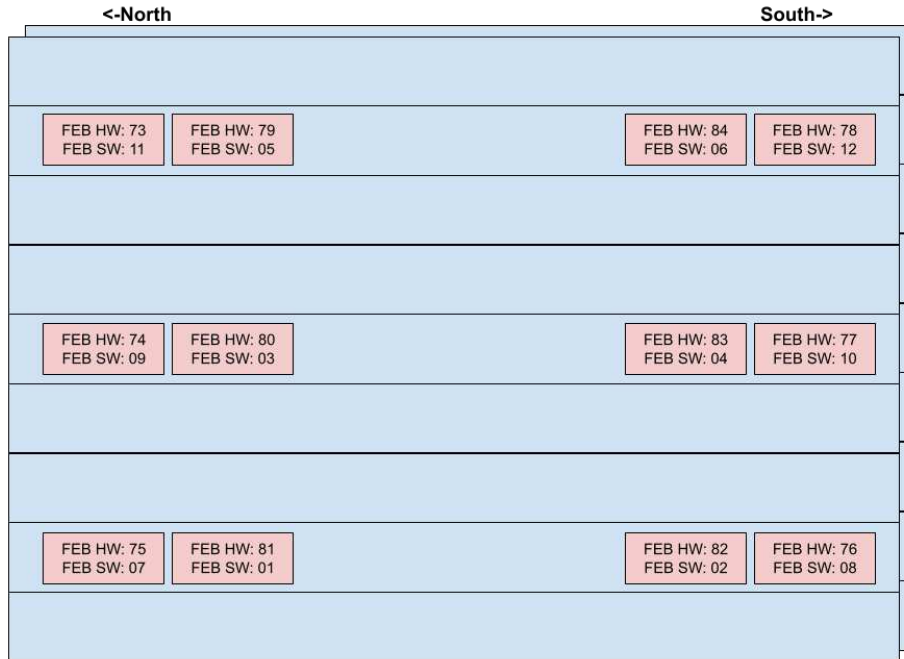 <-North South->
FEB HW: 73 FEB HW: 79 FEB HW: 84 FEB HW: 78
FEB SW: 11 FEB SW: 05 FEB SW: 06 FEB SW: 12
FEB HW: 74 FEB HW: 80 FEB HW: 83 FEB HW: 77
FEB SW: 09 FEB SW: 03 FEB SW: 04 FEB SW: 10
FEB HW: 75 FEB HW: 81 FEB HW: 82 FEB HW: 76
FEB SW: 07 FEB SW: 01 FEB SW: 02 FEB SW: 08